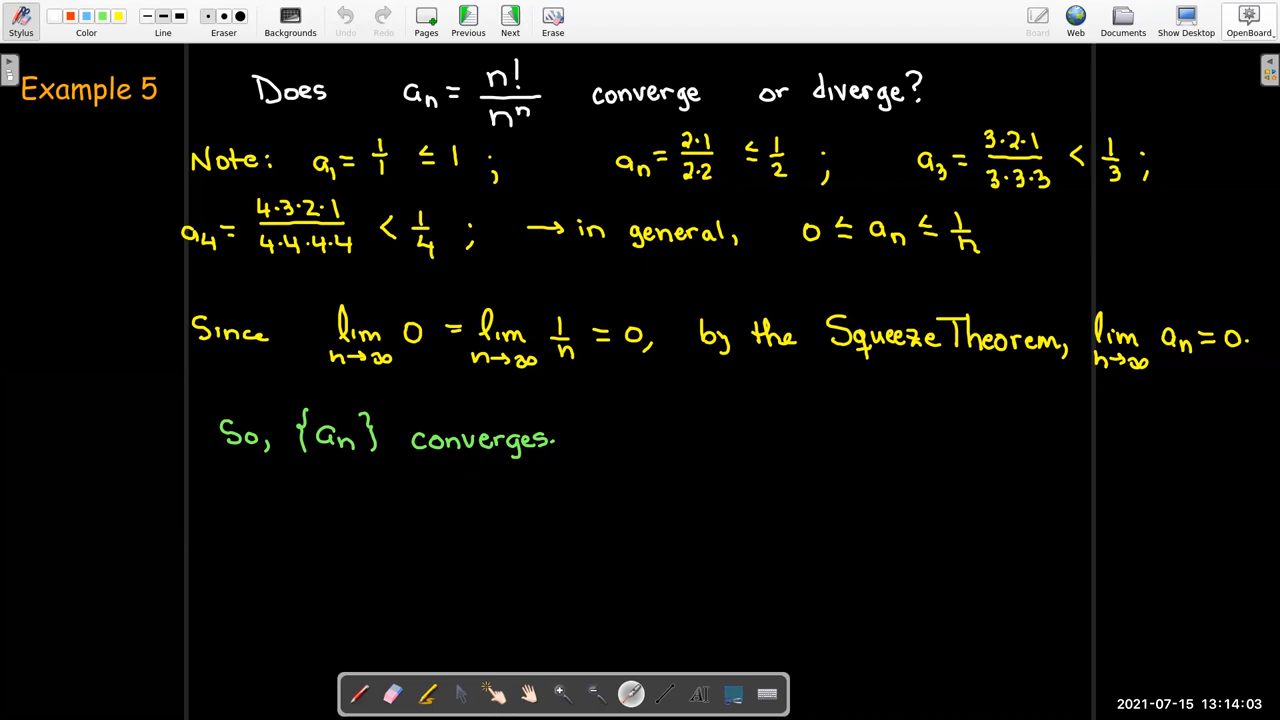 Stylus Color Line Eraser Backgrounds Undo Redo Pages Previous Next Erase Board Web Documents Show Desktop OpenBoard
Example 5 Does aₙ = n!/nⁿ converge or diverge?
Note: a₁ = 1/1 ≤ 1 ; aₙ = 2·1/2·2 ≤ 1/2 ; a₃ = 3·2·1/3·3·3 < 1/3 ;
a₄ = 4·3·2·1/4·4·4·4 < 1/4 ; → in general, 0 ≤ aₙ ≤ 1/n
Since lim n→∞ 0 = lim n→∞ 1/n = 0, by the Squeeze Theorem, lim n→∞ aₙ = 0.
So, {aₙ} converges.
AI
2021-07-15 13:14:03